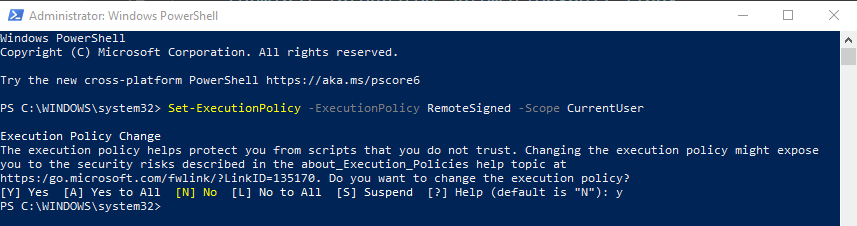 Administrator: Windows PowerShell
Windows PowerShell
Copyright (C) Microsoft Corporation. All rights reserved.
Try the new cross-platform PowerShell https://aka.ms/pscore6
PS C:\WINDOWS\system32> Set-ExecutionPolicy -ExecutionPolicy RemoteSigned -Scope CurrentUser
Execution Policy Change
The execution policy helps protect you from scripts that you do not trust. Changing the execution policy might expose
you to the security risks described in the about_Execution_Policies help topic at
https:/go.microsoft.com/fwlink/?LinkID=135170. Do you want to change the execution policy?
[Y] Yes  [A] Yes to All  [N] No  [L] No to All  [S] Suspend  [?] Help (default is "N"): y
PS C:\WINDOWS\system32>